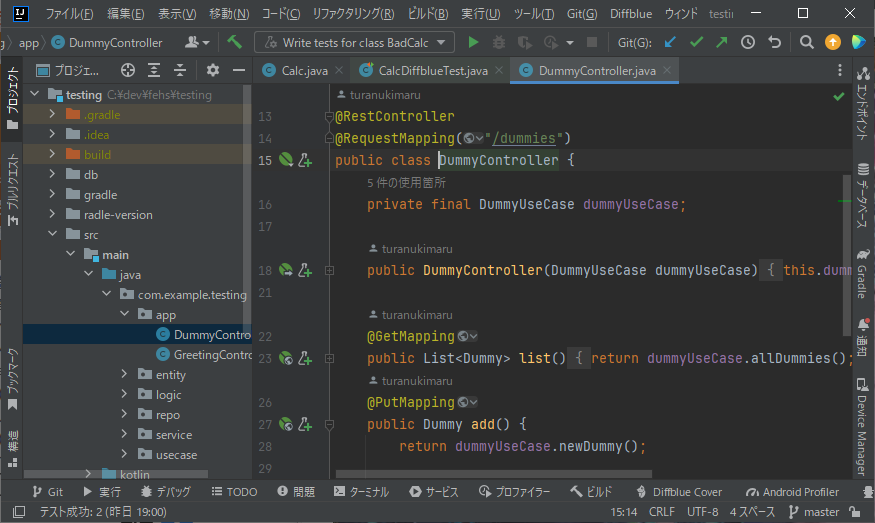 ファイル(F) 編集(E) 表示(V) 移動(N) コード(C) リファクタリング(R) ビルド(B) 実行(U) ツール(T) Git(G) Diffblue ウィンド testin
app DummyController Write tests for class BadCalc Git(G):
プロジェ... Calc.java CalcDiffblueTest.java DummyController.java
プロジェクト
プルリクエスト
ブックマーク
構造
testing C:¥dev¥fehs¥testing
.gradle
.idea
build
db
gradle
radle-version
src
main
java
com.example.testing
app
DummyContro
GreetingContro
entity
logic
repo
service
usecase
kotlin
turanukimaru
13 @RestController
14 @RequestMapping("/dummies")
15 public class DummyController {
5 件の使用箇所
16 private final DummyUseCase dummyUseCase;
17
turanukimaru
18 public DummyController(DummyUseCase dummyUseCase) { this.dumm
21
turanukimaru
22 @GetMapping
23 public List<Dummy> list() { return dummyUseCase.allDummies();
turanukimaru
26 @PutMapping
27 public Dummy add() {
28 return dummyUseCase.newDummy();
29
エンドポイント
データベース
Gradle
通知
Device Manager
Git 実行 デバッグ TODO 問題 ターミナル サービス プロファイラー ビルド Diffblue Cover Android Profiler
テスト成功: 2 (昨日 19:00) 15:14 CRLF UTF-8 4 スペース master